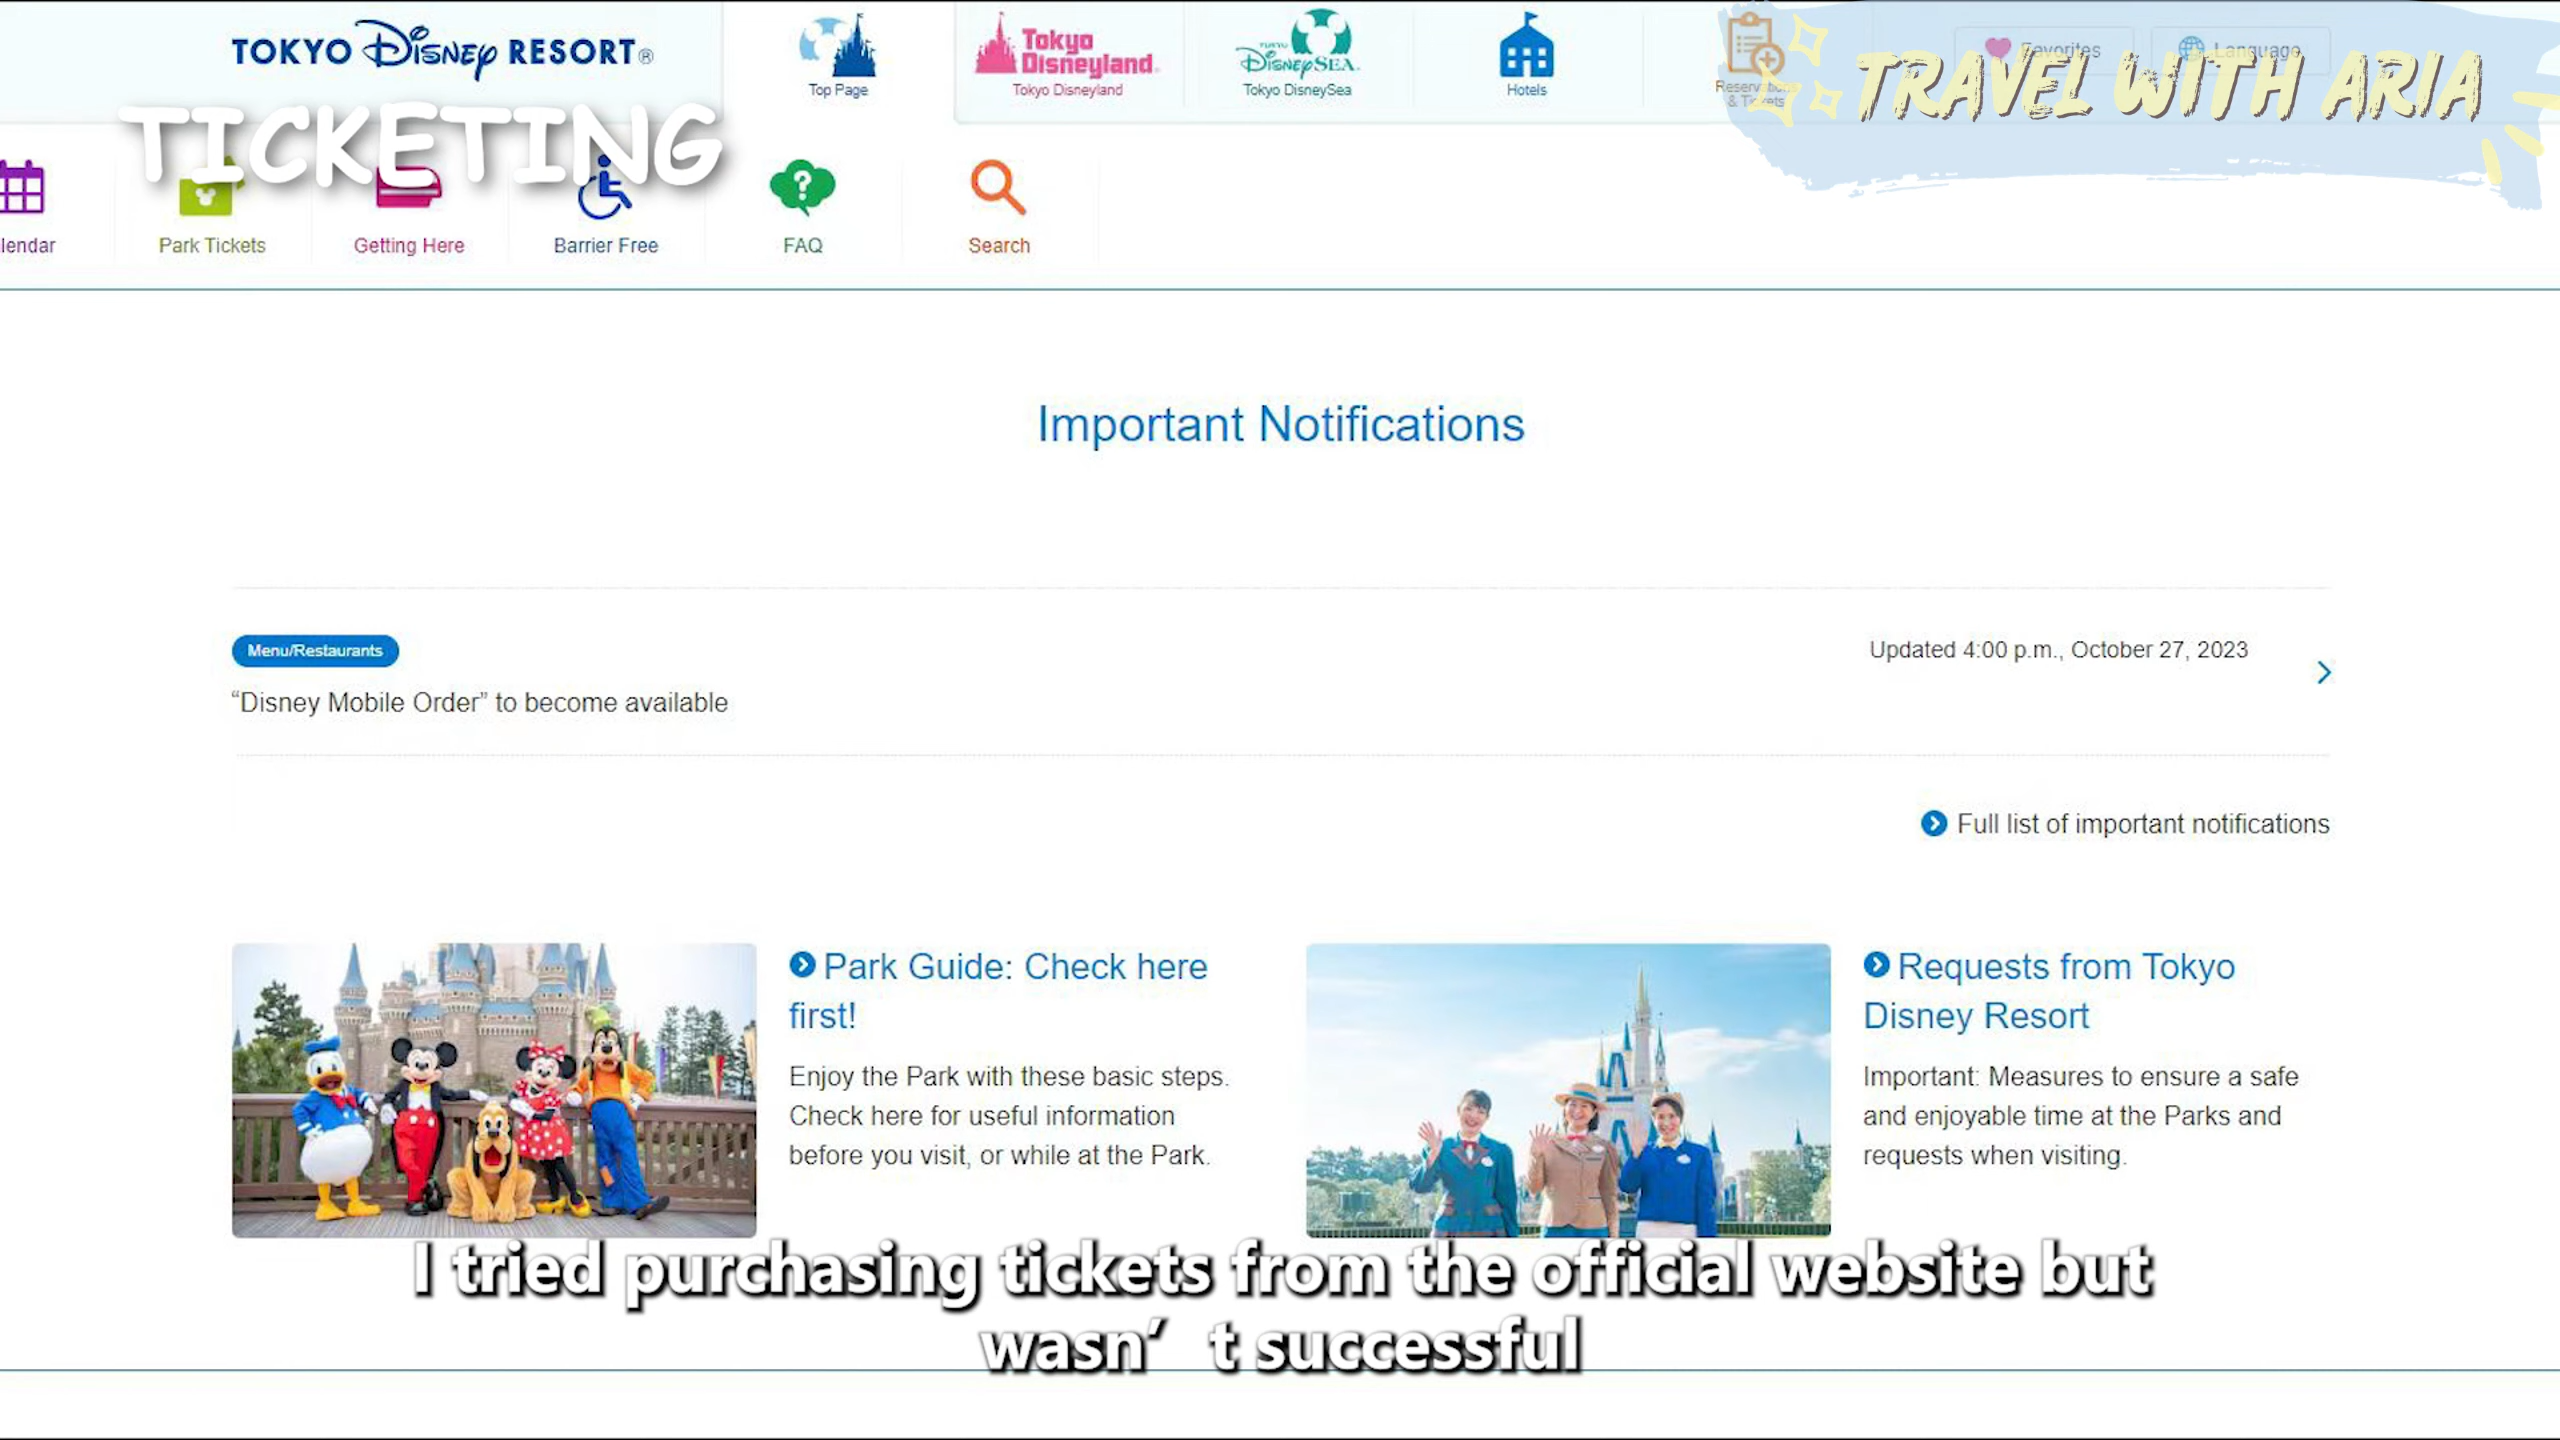 TOKYO DISNEY RESORT®
Top Page
Tokyo Disneyland®
Tokyo Disneyland
TOKYO DISNEYSEA®
Tokyo DisneySea
Hotels
Reservations & Tickets
Favorites
Language
TRAVEL WITH ARIA
TICKETING
lendar
Park Tickets
Getting Here
Barrier Free
FAQ
Search
Important Notifications
Menu/Restaurants
Updated 4:00 p.m., October 27, 2023
“Disney Mobile Order” to become available
Full list of important notifications
Park Guide: Check here
first!
Enjoy the Park with these basic steps.
Check here for useful information
before you visit, or while at the Park.
Requests from Tokyo
Disney Resort
Important: Measures to ensure a safe
and enjoyable time at the Parks and
requests when visiting.
I tried purchasing tickets from the official website but
wasn’t successful